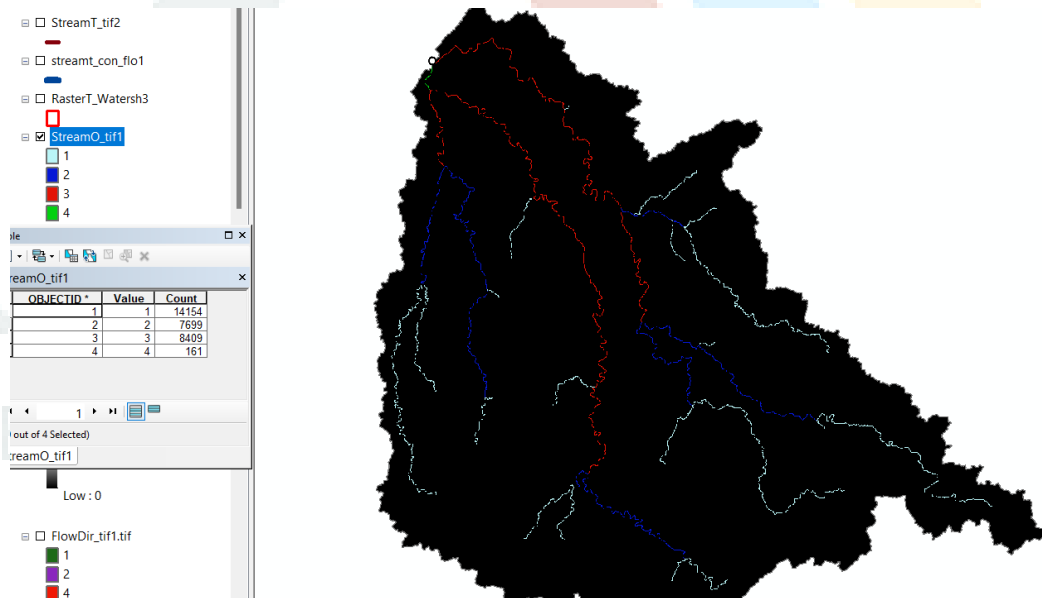 StreamT_tif2
streamt_con_flo1
RasterT_Watersh3
StreamO_tif1
1
2
3
4
ble
reamO_tif1
OBJECTID * Value Count
1 1 14154
2 2 7699
3 3 8409
4 4 161
1
out of 4 Selected)
reamO_tif1
Low : 0
FlowDir_tif1.tif
1
2
4